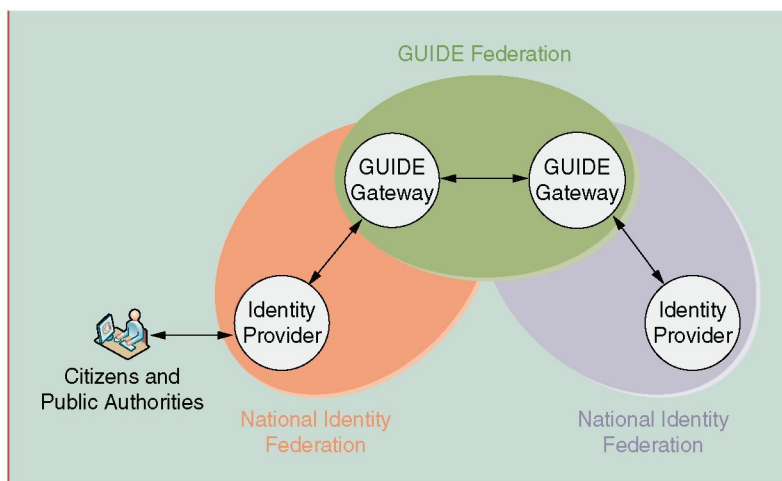 GUIDE Federation
GUIDE
Gateway
GUIDE
Gateway
Identity
Provider
Identity
Provider
Citizens and
Public Authorities
National Identity
Federation
National Identity
Federation